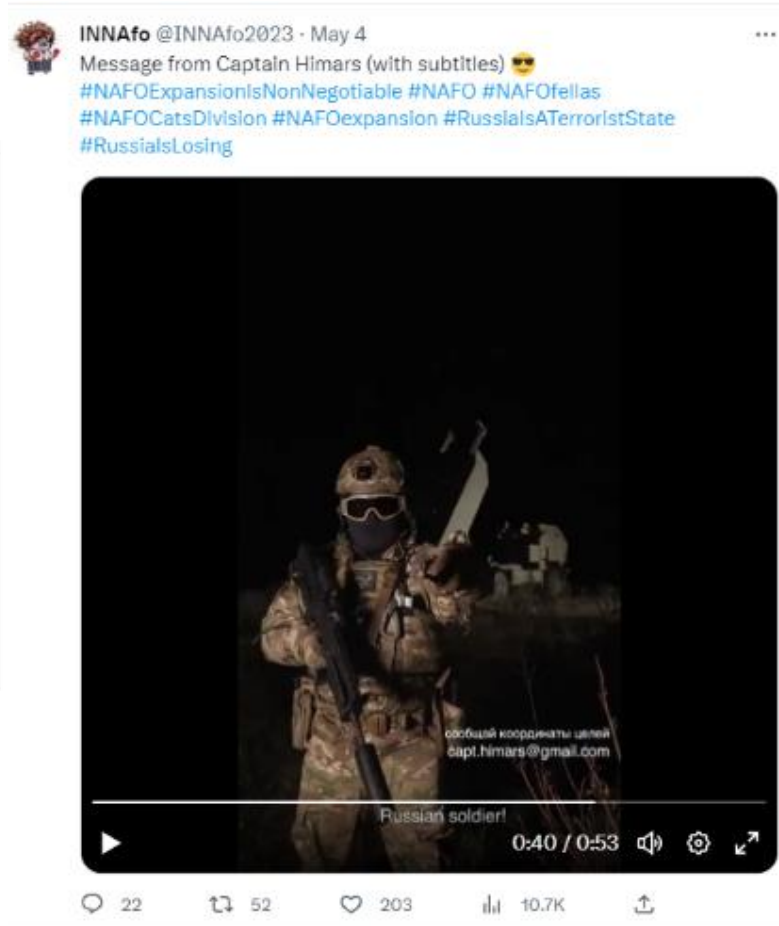 INNAfo @INNAfo2023 · May 4
Message from Captain Himars (with subtitles) 😎
#NAFOExpansionIsNonNegotiable #NAFO #NAFOfellas
#NAFOCatsDivision #NAFOexpansion #RussiaIsATerroristState
#RussiaIsLosing
сообщай координаты целей
capt.himars@gmail.com
Russian soldier!
0:40 / 0:53
22 52 203 10.7K